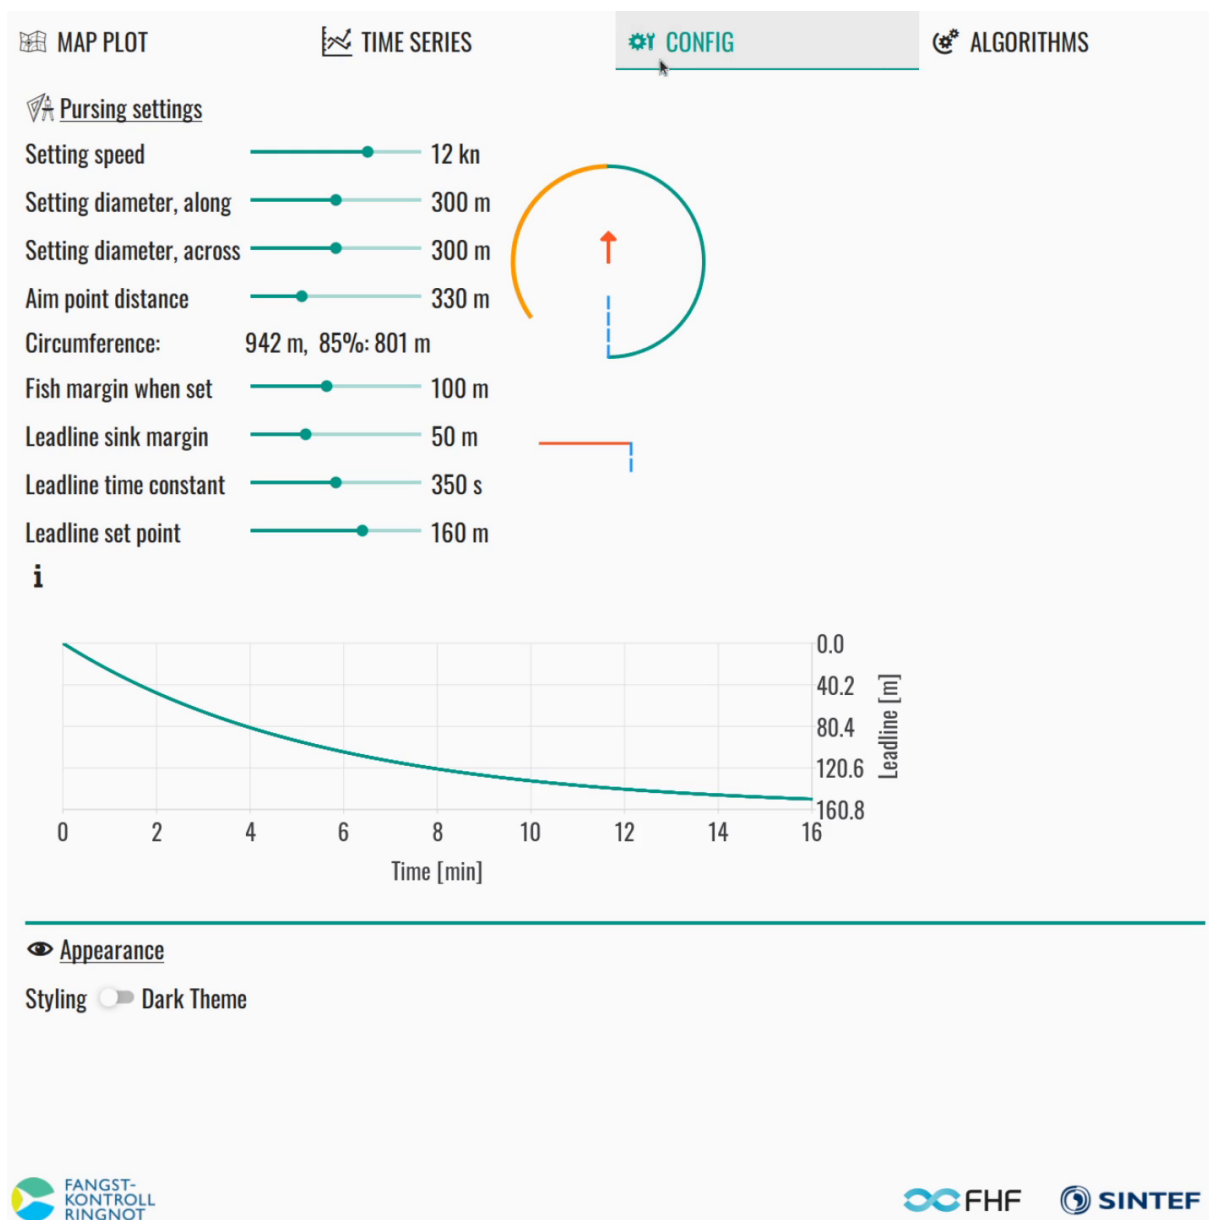 MAP PLOT TIME SERIES CONFIG ALGORITHMS
Pursing settings
Setting speed 12 kn
Setting diameter, along 300 m
Setting diameter, across 300 m
Aim point distance 330 m
Circumference: 942 m, 85%: 801 m
Fish margin when set 100 m
Leadline sink margin 50 m
Leadline time constant 350 s
Leadline set point 160 m
i
0.0
40.2
80.4
120.6
160.8
Leadline [m]
0 2 4 6 8 10 12 14 16
Time [min]
Appearance
Styling Dark Theme
FANGST-
KONTROLL
RINGNOT
FHF SINTEF